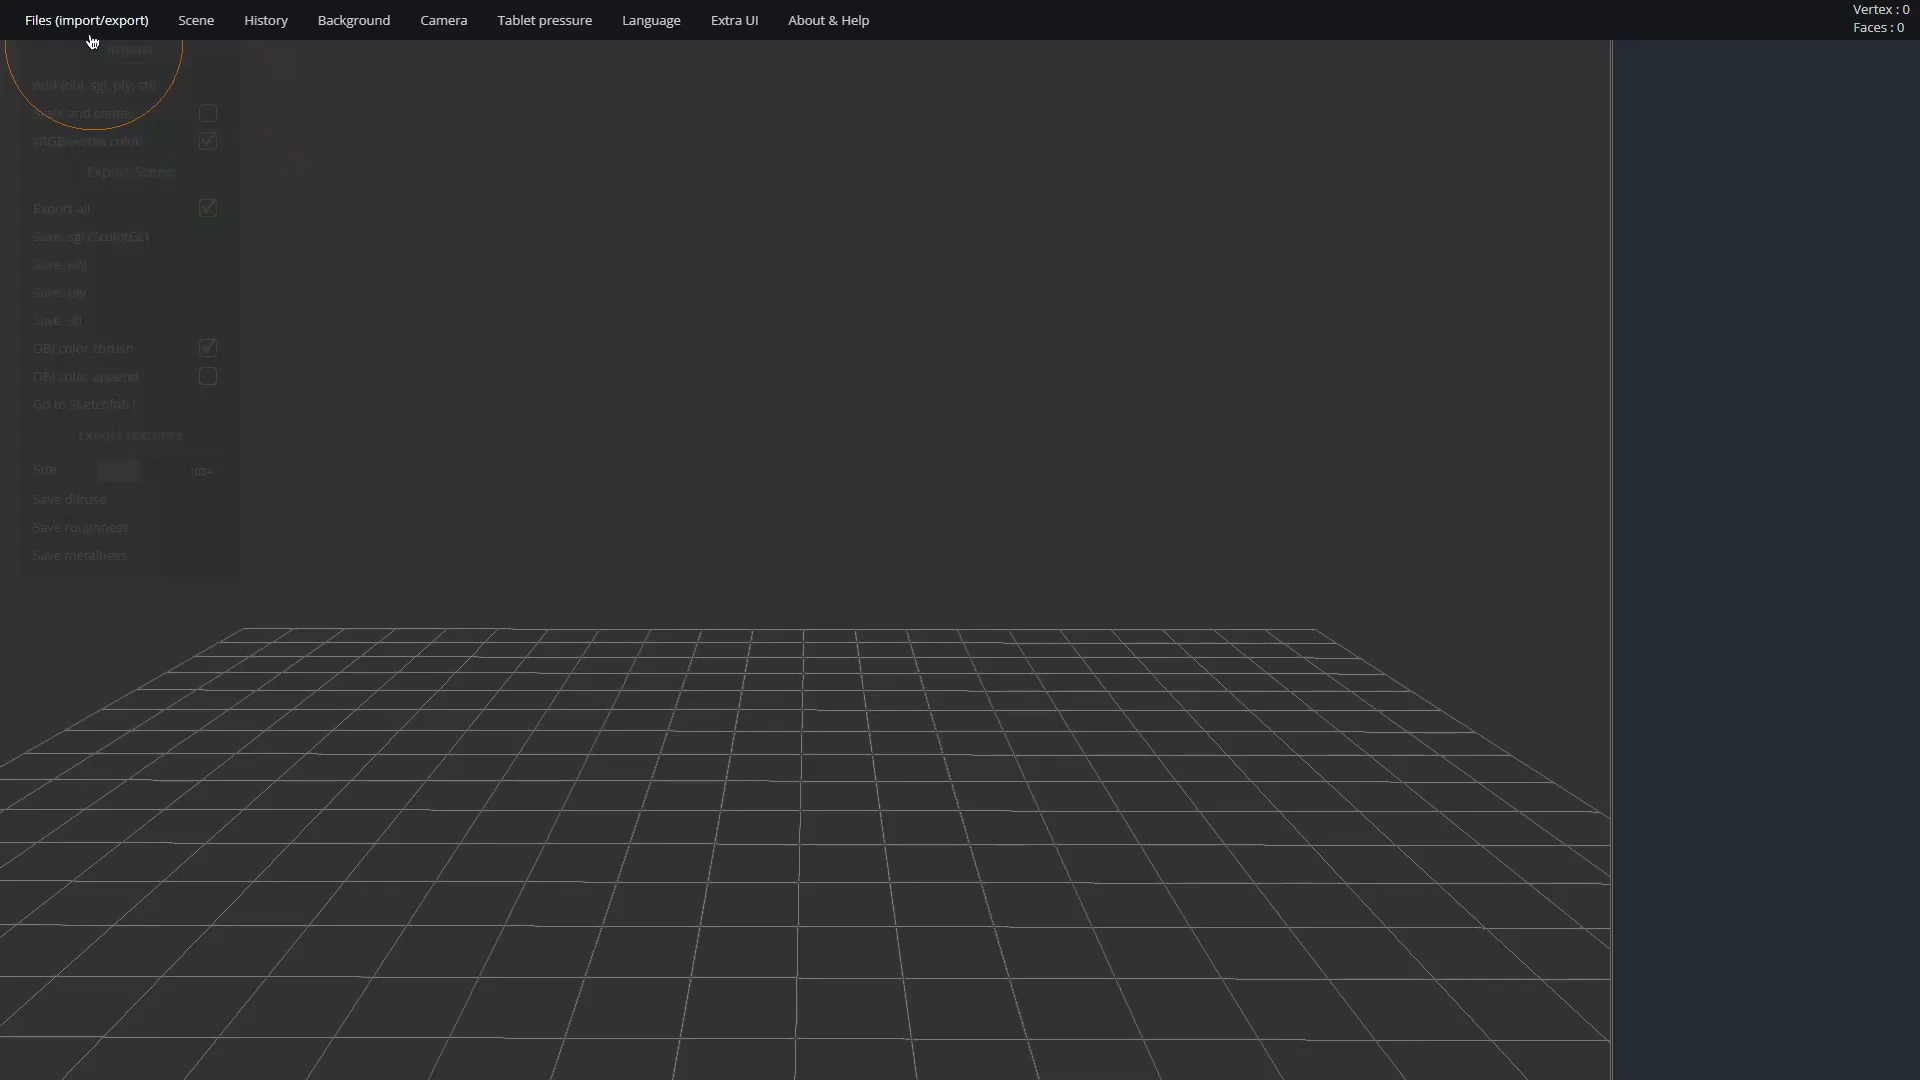 Files (import/export) Scene History Background Camera Tablet pressure Language Extra UI About & Help
Vertex : 0
Faces : 0
Import
Add (obj, sgl, ply, stl)
Scale and center
sRGB vertex color
Export Scene
Export all
Save .sgl (SculptGL)
Save .obj
Save .ply
Save .stl
OBJ color zbrush
OBJ color append
Go to Sketchfab !
Export textures
Size 1024
Save diffuse
Save roughness
Save metalness